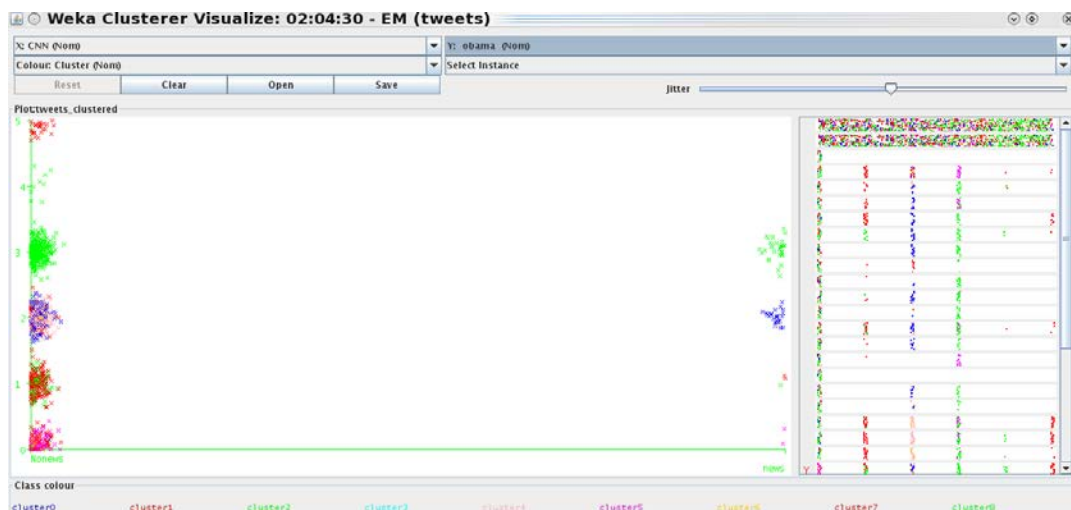 Weka Clusterer Visualize: 02:04:30 - EM (tweets)
X: CNN (Nom) Y: obama (Nom)
Colour: Cluster (Nom) Select Instance
Reset Clear Open Save Jitter
Plot:tweets_clustered
5
4
3
2
1
0
Nonews news Y
Class colour
cluster0 cluster1 cluster2 cluster3 cluster4 cluster5 cluster6 cluster7 cluster8